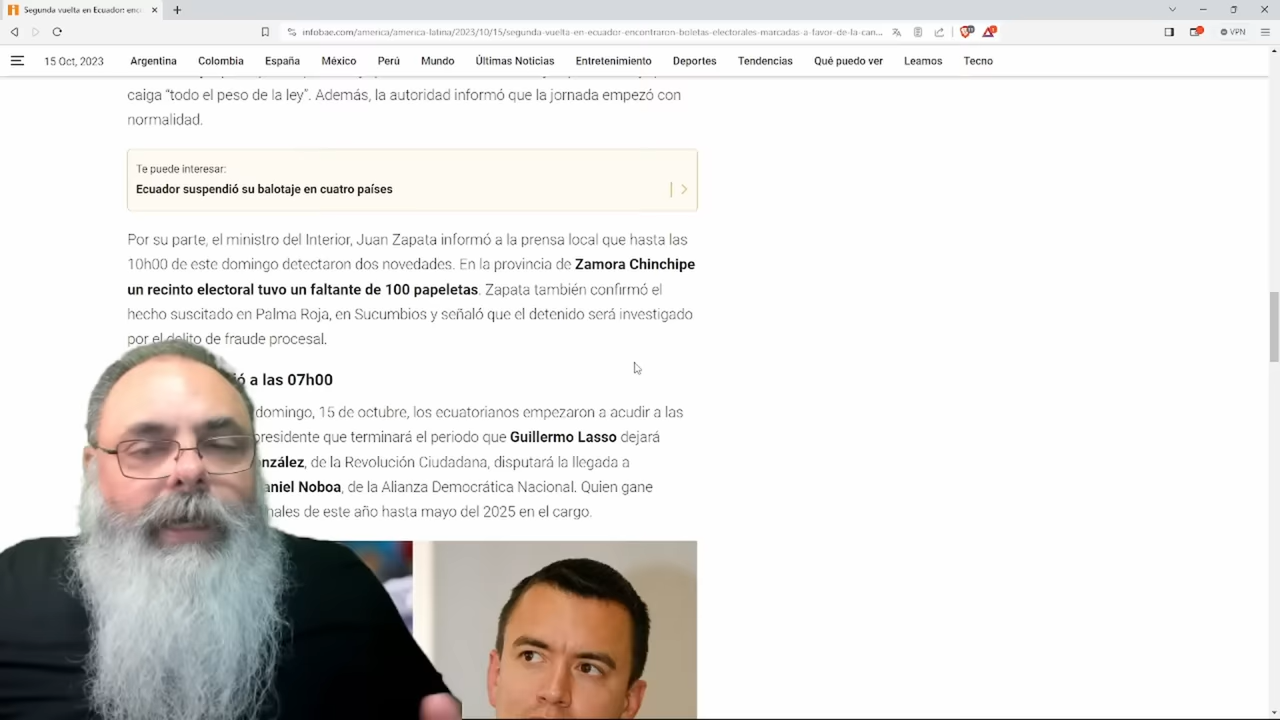 Segunda vuelta en Ecuador: enc
infobae.com/america/america-latina/2023/10/15/segunda-vuelta-en-ecuador-encontraron-boletas-electorales-marcadas-a-favor-de-la-can...
VPN
15 Oct, 2023 Argentina Colombia España México Perú Mundo Últimas Noticias Entretenimiento Deportes Tendencias Qué puedo ver Leamos Tecno
caiga “todo el peso de la ley”. Además, la autoridad informó que la jornada empezó con
normalidad.
Te puede interesar:
Ecuador suspendió su balotaje en cuatro países
Por su parte, el ministro del Interior, Juan Zapata informó a la prensa local que hasta las
10h00 de este domingo detectaron dos novedades. En la provincia de Zamora Chinchipe
un recinto electoral tuvo un faltante de 100 papeletas. Zapata también confirmó el
hecho suscitado en Palma Roja, en Sucumbios y señaló que el detenido será investigado
por el delito de fraude procesal.
ó a las 07h00
domingo, 15 de octubre, los ecuatorianos empezaron a acudir a las
presidente que terminará el periodo que Guillermo Lasso dejará
nzález, de la Revolución Ciudadana, disputará la llegada a
aniel Noboa, de la Alianza Democrática Nacional. Quien gane
nales de este año hasta mayo del 2025 en el cargo.